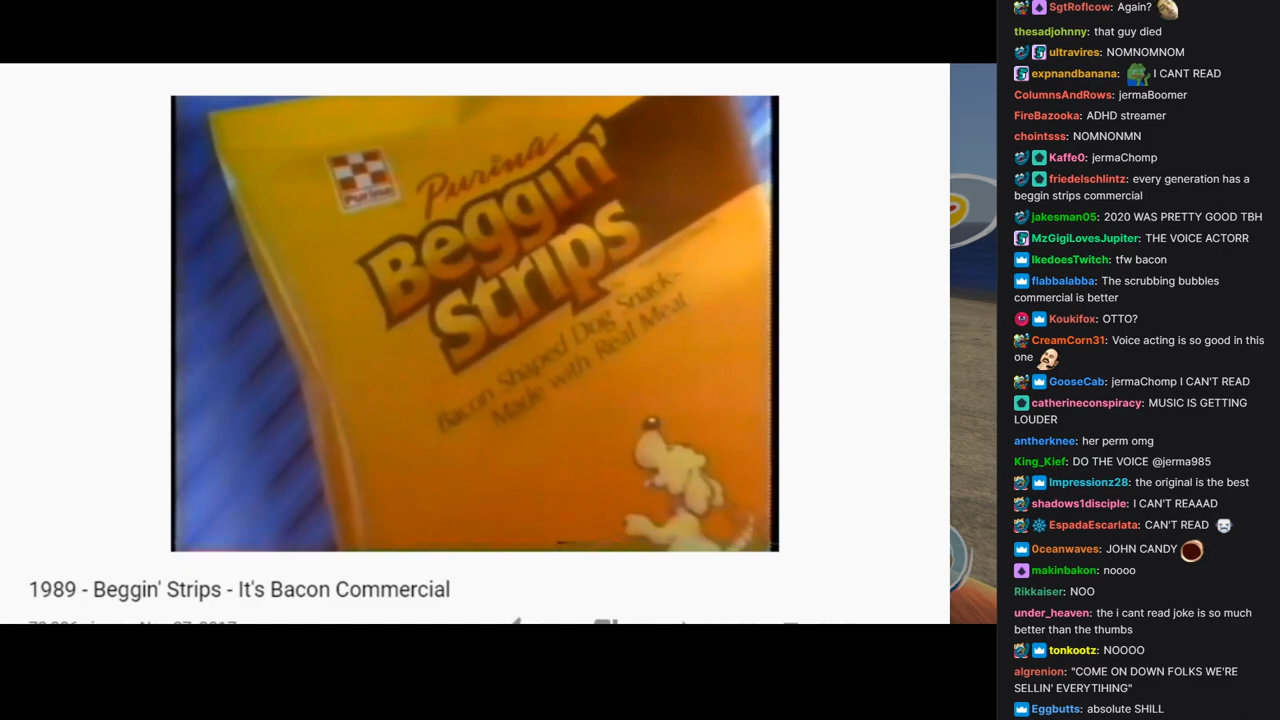 Purina
Purina
Beggin'
Strips
Bacon Shaped Dog Snack
Made with Real Meat
1989 - Beggin' Strips - It's Bacon Commercial
SgtRoflcow: Again?
thesadjohnny: that guy died
ultravires: NOMNOMNOM
expnandbanana: I CANT READ
ColumnsAndRows: jermaBoomer
FireBazooka: ADHD streamer
chointsss: NOMNONMN
Kaffe0: jermaChomp
friedelschlintz: every generation has a
beggin strips commercial
jakesman05: 2020 WAS PRETTY GOOD TBH
MzGigiLovesJupiter: THE VOICE ACTORR
IkedoesTwitch: tfw bacon
flabbalabba: The scrubbing bubbles
commercial is better
Koukifox: OTTO?
CreamCorn31: Voice acting is so good in this
one
GooseCab: jermaChomp I CAN'T READ
catherineconspiracy: MUSIC IS GETTING
LOUDER
antherknee: her perm omg
King_Kief: DO THE VOICE @jerma985
Impressionz28: the original is the best
shadows1disciple: I CAN'T REAAAD
EspadaEscarlata: CAN'T READ
0ceanwaves: JOHN CANDY
makinbakon: noooo
Rikkaiser: NOO
under_heaven: the i cant read joke is so much
better than the thumbs
tonkootz: NOOOO
algrenion: "COME ON DOWN FOLKS WE'RE
SELLIN' EVERYTIHING"
Eggbutts: absolute SHILL